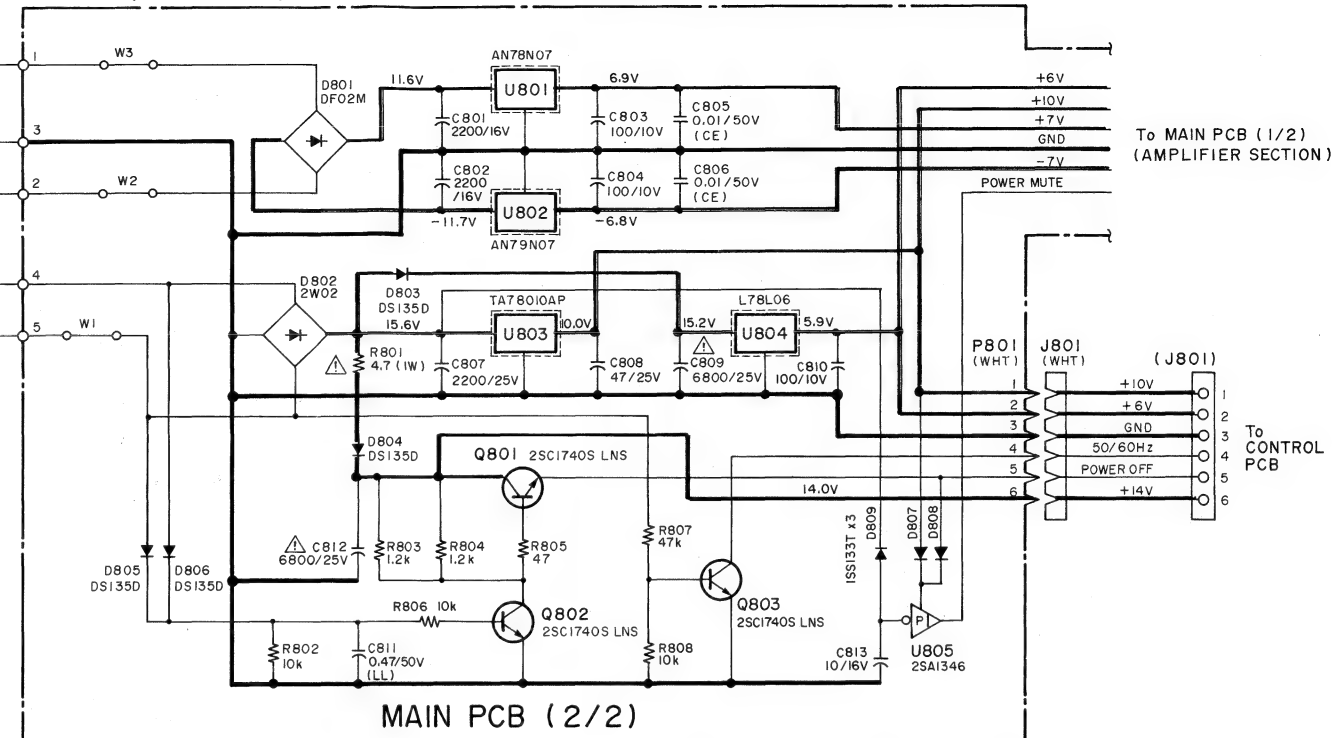 1
W3
3
2
W2
4
5
W1
D801
DF02M
11.6V
AN78N07
U801
6.9V
C801
2200/16V
C803
100/10V
C805
0.01/50V
(CE)
C802
2200
/16V
C804
100/10V
C806
0.01/50V
(CE)
-11.7V
U802
-6.8V
AN79N07
+6V
+10V
+7V
GND
-7V
POWER MUTE
To MAIN PCB (1/2)
(AMPLIFIER SECTION)
D802
2W02
D803
DS135D
15.6V
TA78010AP
U803
10.0V
15.2V
L78L06
U804
5.9V
R801
4.7 (1W)
C807
2200/25V
C808
47/25V
C809
6800/25V
C810
100/10V
P801
(WHT)
J801
(WHT)
(J801)
1
+10V
1
2
+6V
2
3
GND
3
4
50/60Hz
4
5
POWER OFF
5
6
+14V
6
To
CONTROL
PCB
D804
DS135D
Q801
2SC1740S LNS
14.0V
D805
DS135D
D806
DS135D
C812
6800/25V
R803
1.2k
R804
1.2k
R805
47
R807
47k
1SS133T x3
D809
D807
D808
R806 10k
Q802
2SC1740S LNS
Q803
2SC1740S LNS
R802
10k
C811
0.47/50V
(LL)
R808
10k
C813
10/16V
P1
U805
2SA1346
MAIN PCB (2/2)